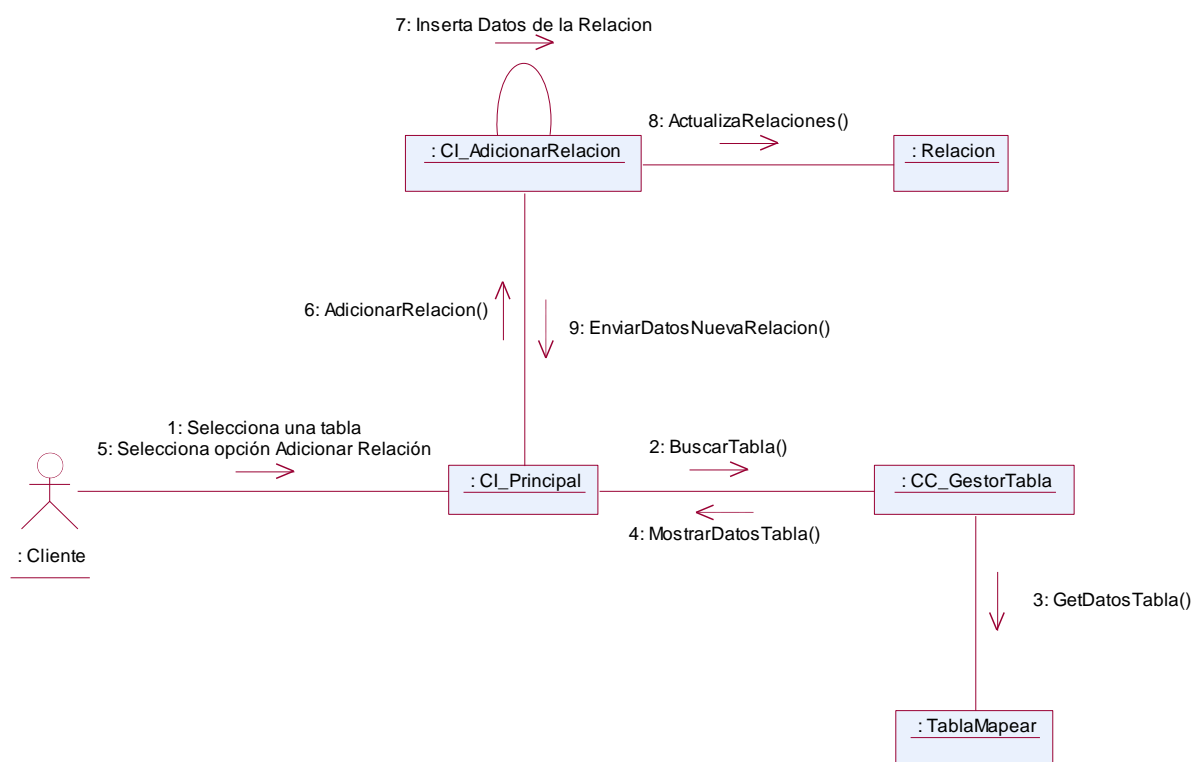 7: Inserta Datos de la Relacion
8: ActualizaRelaciones()
: CI_AdicionarRelacion
: Relacion
6: AdicionarRelacion()
9: EnviarDatosNuevaRelacion()
1: Selecciona una tabla
5: Selecciona opción Adicionar Relación
2: BuscarTabla()
: CI_Principal
: CC_GestorTabla
4: MostrarDatosTabla()
: Cliente
3: GetDatosTabla()
: TablaMapear